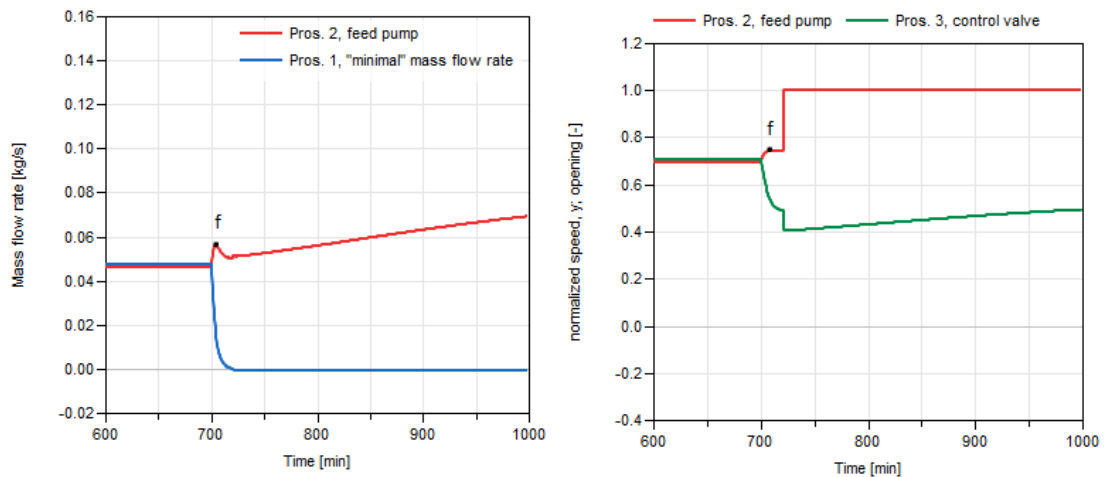 Pros. 2, feed pump
Pros. 1, "minimal" mass flow rate
Mass flow rate [kg/s]
0.16
0.14
0.12
0.10
0.08
0.06
0.04
0.02
0.00
-0.02
f
600
700
800
900
1000
Time [min]
Pros. 2, feed pump
Pros. 3, control valve
normalized speed, y; opening [-]
1.2
1.0
0.8
0.6
0.4
0.2
0.0
-0.2
-0.4
f
600
700
800
900
1000
Time [min]